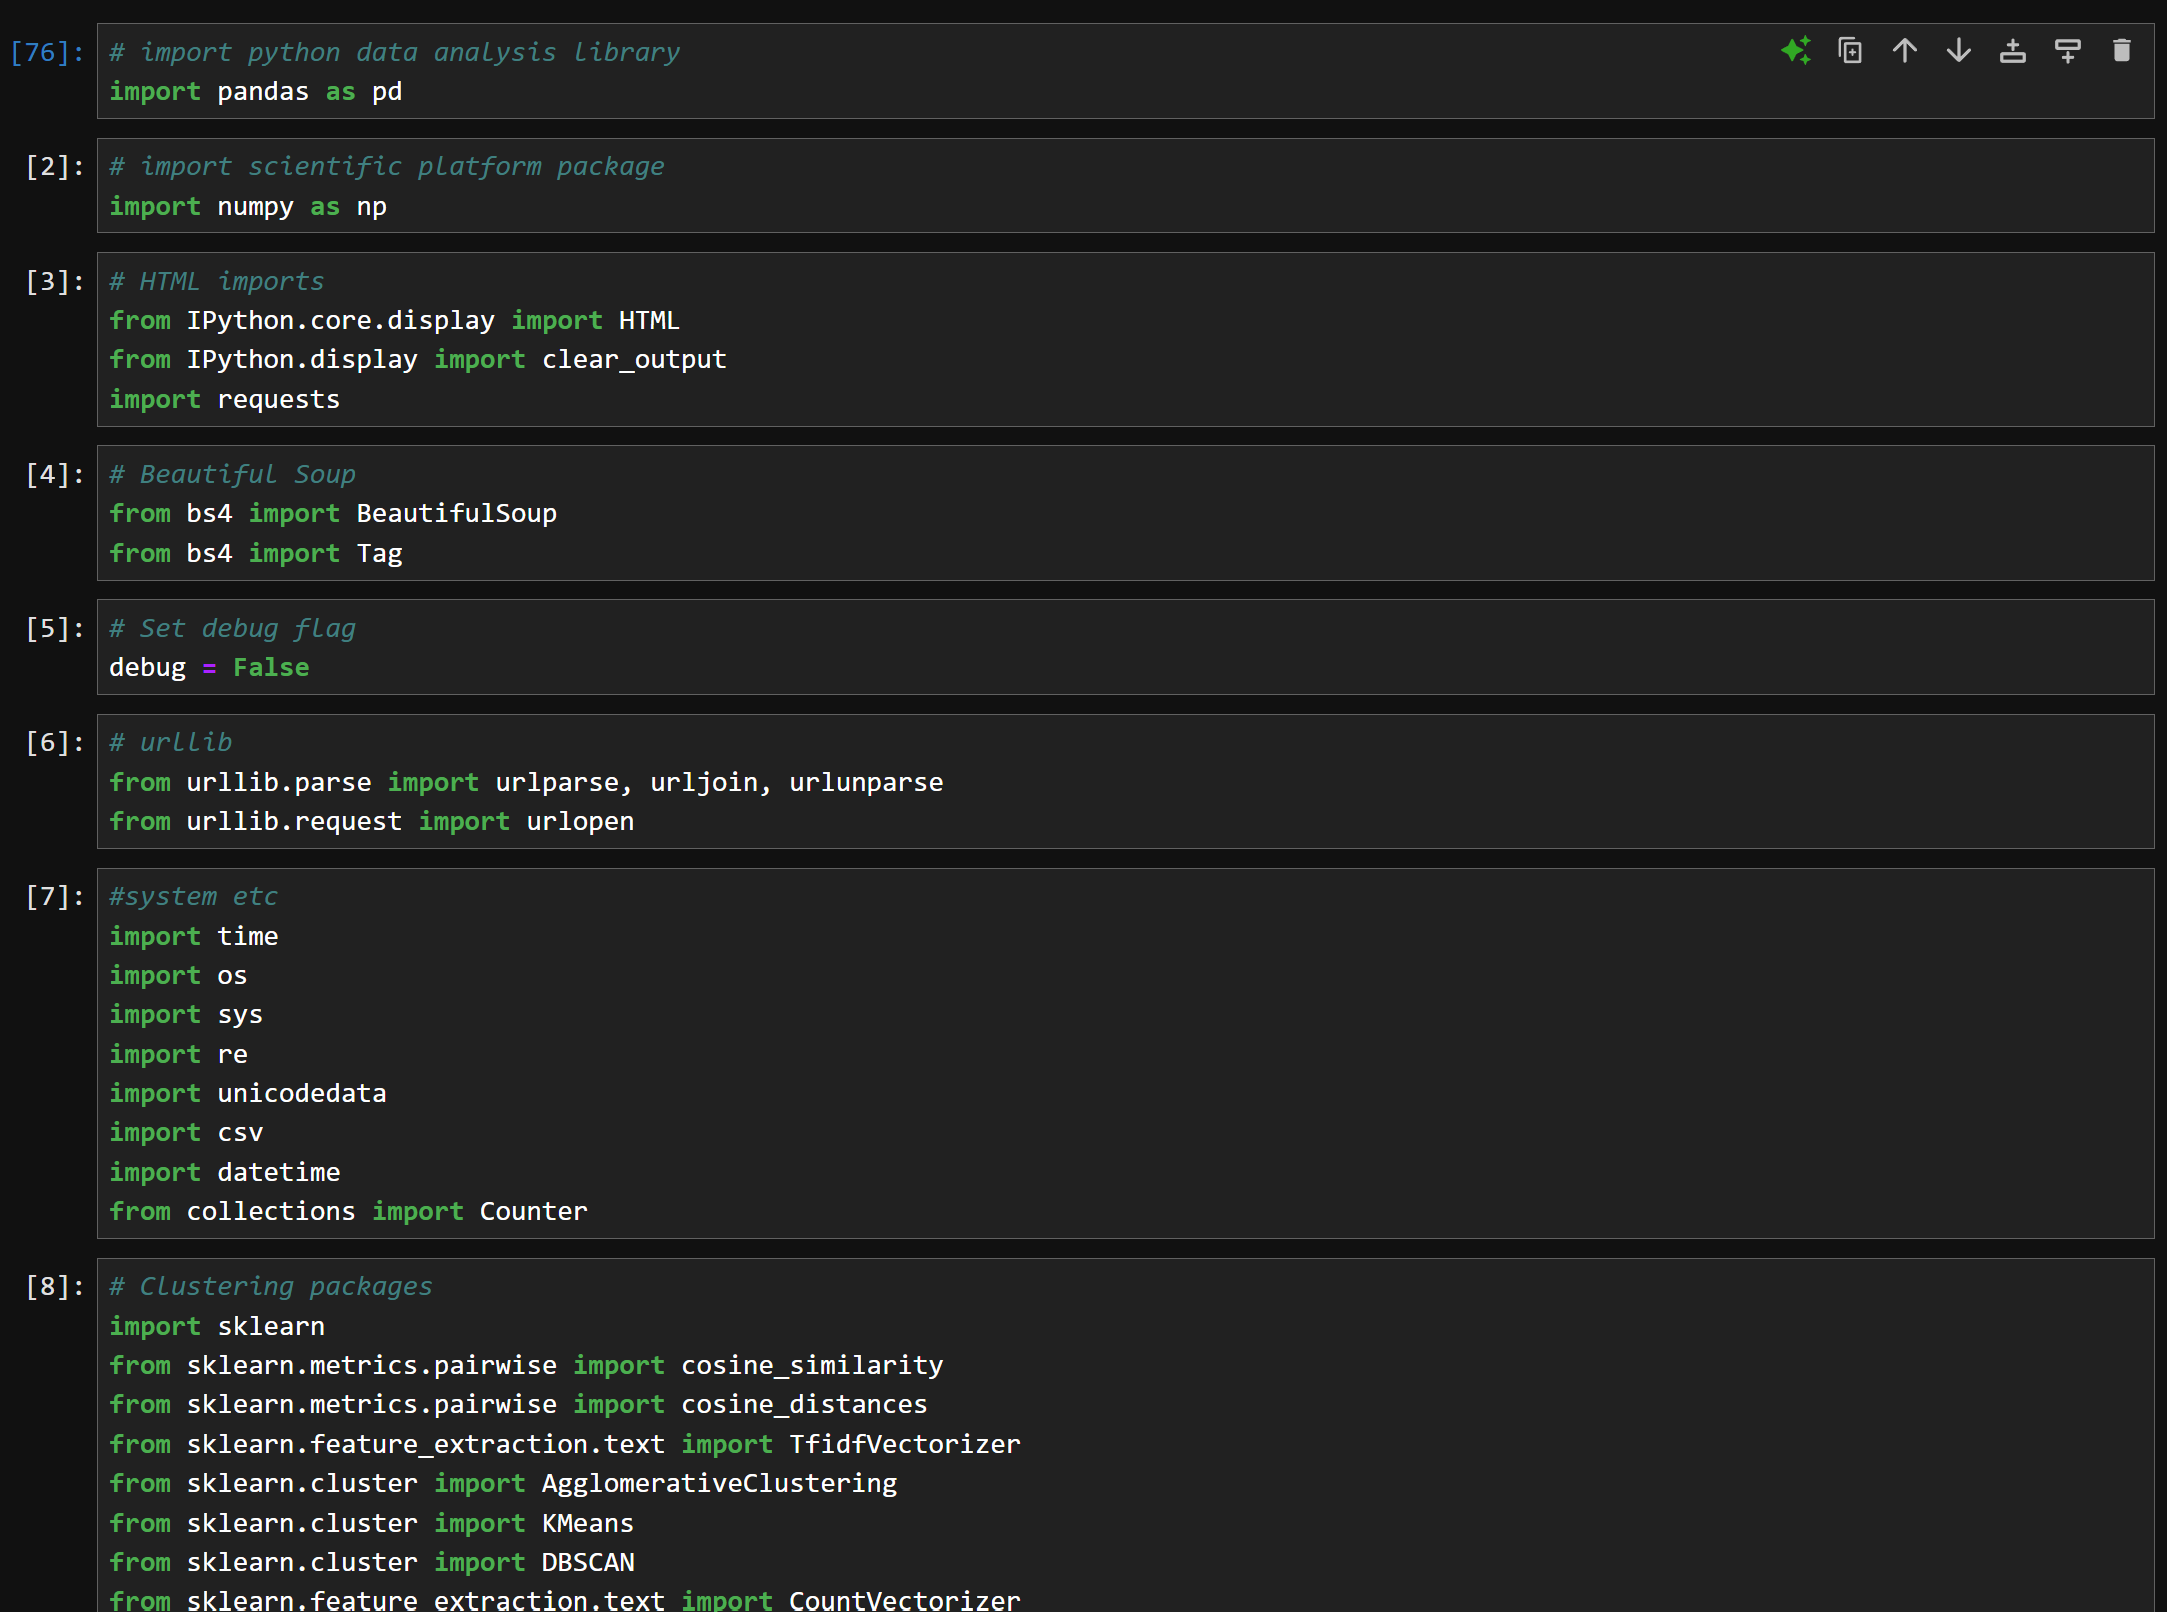 [76]: # import python data analysis library
import pandas as pd
[2]: # import scientific platform package
import numpy as np
[3]: # HTML imports
from IPython.core.display import HTML
from IPython.display import clear_output
import requests
[4]: # Beautiful Soup
from bs4 import BeautifulSoup
from bs4 import Tag
[5]: # Set debug flag
debug = False
[6]: # urllib
from urllib.parse import urlparse, urljoin, urlunparse
from urllib.request import urlopen
[7]: #system etc
import time
import os
import sys
import re
import unicodedata
import csv
import datetime
from collections import Counter
[8]: # Clustering packages
import sklearn
from sklearn.metrics.pairwise import cosine_similarity
from sklearn.metrics.pairwise import cosine_distances
from sklearn.feature_extraction.text import TfidfVectorizer
from sklearn.cluster import AgglomerativeClustering
from sklearn.cluster import KMeans
from sklearn.cluster import DBSCAN
from sklearn.feature_extraction.text import CountVectorizer